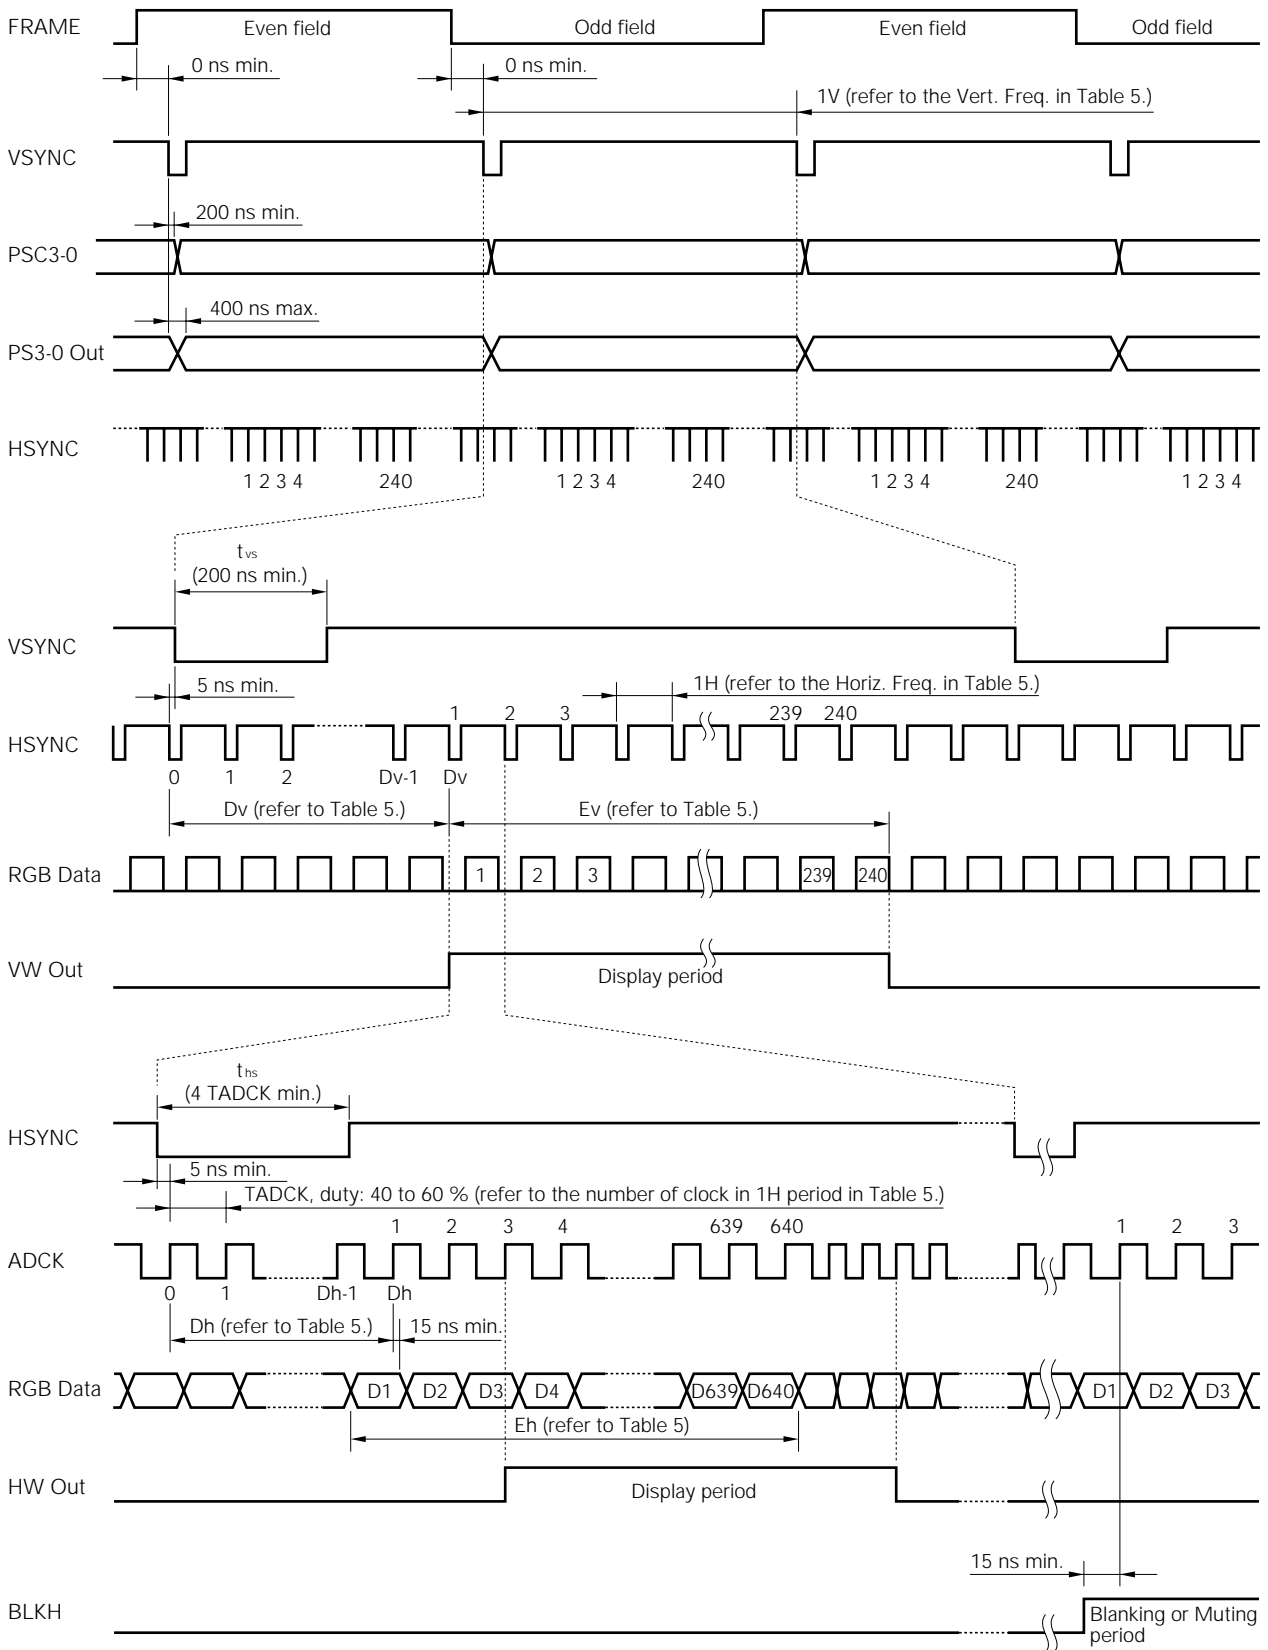 FRAME Even field Odd field Even field Odd field
0 ns min. 0 ns min.
1V (refer to the Vert. Freq. in Table 5.)
VSYNC
200 ns min.
PSC3-0
400 ns max.
PS3-0 Out
HSYNC
1 2 3 4 240 1 2 3 4 240 1 2 3 4 240 1 2 3 4
tvs
(200 ns min.)
VSYNC
5 ns min. 1H (refer to the Horiz. Freq. in Table 5.)
1 2 3 239 240
HSYNC
0 1 2 Dv-1 Dv
Dv (refer to Table 5.) Ev (refer to Table 5.)
RGB Data 1 2 3 239 240
VW Out Display period
ths
(4 TADCK min.)
HSYNC
5 ns min.
TADCK, duty: 40 to 60 % (refer to the number of clock in 1H period in Table 5.)
1 2 3 4 639 640 1 2 3
ADCK
0 1 Dh-1 Dh
Dh (refer to Table 5.) 15 ns min.
RGB Data D1 D2 D3 D4 D639 D640 D1 D2 D3
Eh (refer to Table 5)
HW Out Display period
15 ns min.
BLKH Blanking or Muting
period